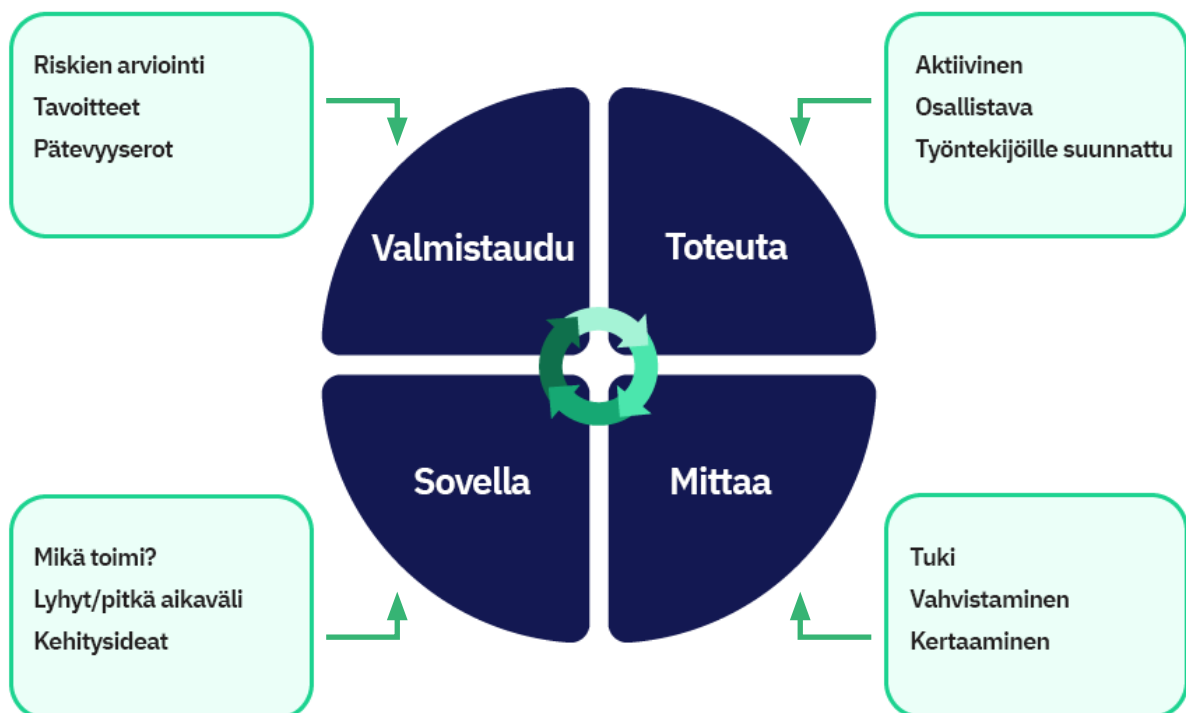 Riskien arviointi
Tavoitteet
Pätevyyserot
Aktiivinen
Osallistava
Työntekijöille suunnattu
Valmistaudu
Toteuta
Sovella
Mittaa
Mikä toimi?
Lyhyt/pitkä aikaväli
Kehitysideat
Tuki
Vahvistaminen
Kertaaminen